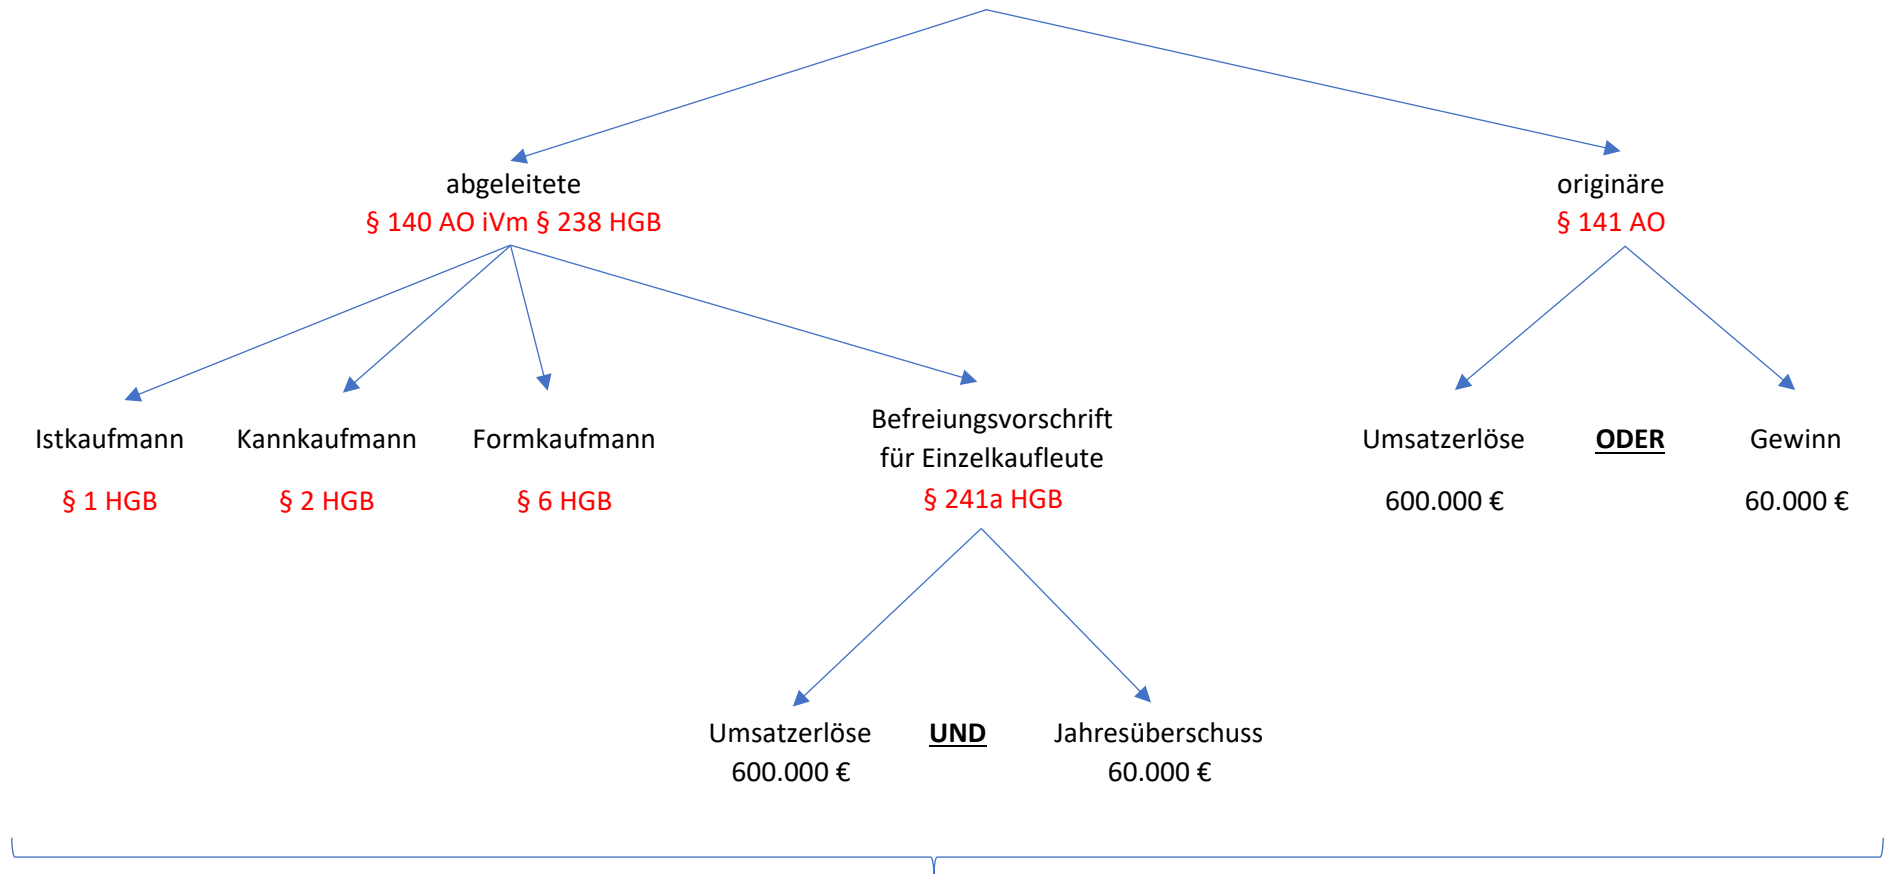 abgeleitete
§ 140 AO iVm § 238 HGB
originäre
§ 141 AO
Istkaufmann
§ 1 HGB
Kannkaufmann
§ 2 HGB
Formkaufmann
§ 6 HGB
Befreiungsvorschrift
für Einzelkaufleute
§ 241a HGB
Umsatzerlöse
600.000 €
ODER
Gewinn
60.000 €
Umsatzerlöse
600.000 €
UND
Jahresüberschuss
60.000 €